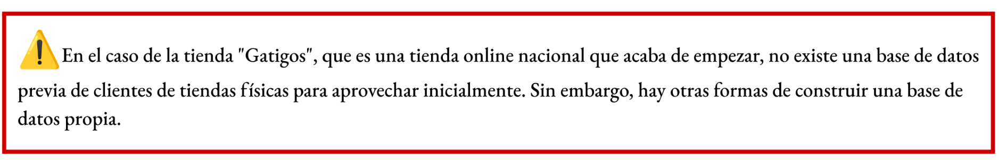 ⚠️En el caso de la tienda "Gatigos", que es una tienda online nacional que acaba de empezar, no existe una base de datos
previa de clientes de tiendas físicas para aprovechar inicialmente. Sin embargo, hay otras formas de construir una base de
datos propia.